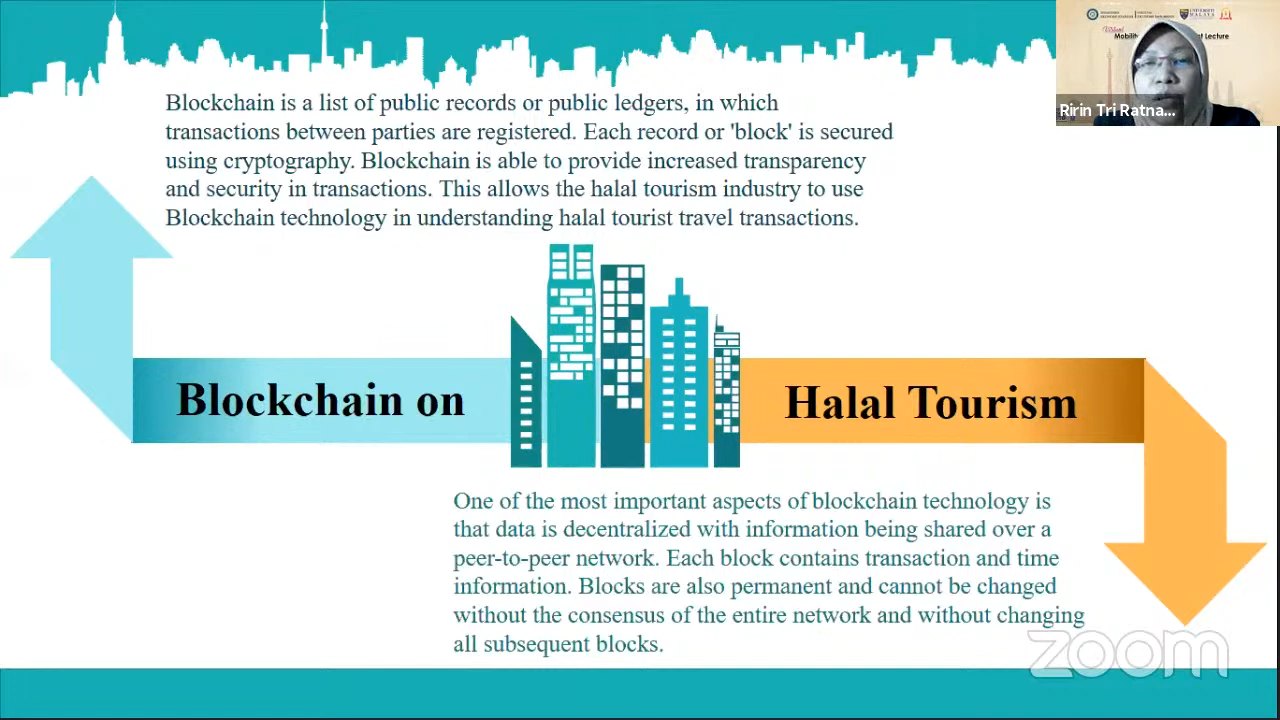 UNIVERSITI
MALAYA
Virtual
Mobility
t Lecture
Ririn Tri Ratna...
Blockchain is a list of public records or public ledgers, in which
transactions between parties are registered. Each record or 'block' is secured
using cryptography. Blockchain is able to provide increased transparency
and security in transactions. This allows the halal tourism industry to use
Blockchain technology in understanding halal tourist travel transactions.
Blockchain on
Halal Tourism
One of the most important aspects of blockchain technology is
that data is decentralized with information being shared over a
peer-to-peer network. Each block contains transaction and time
information. Blocks are also permanent and cannot be changed
without the consensus of the entire network and without changing
all subsequent blocks.
zoom